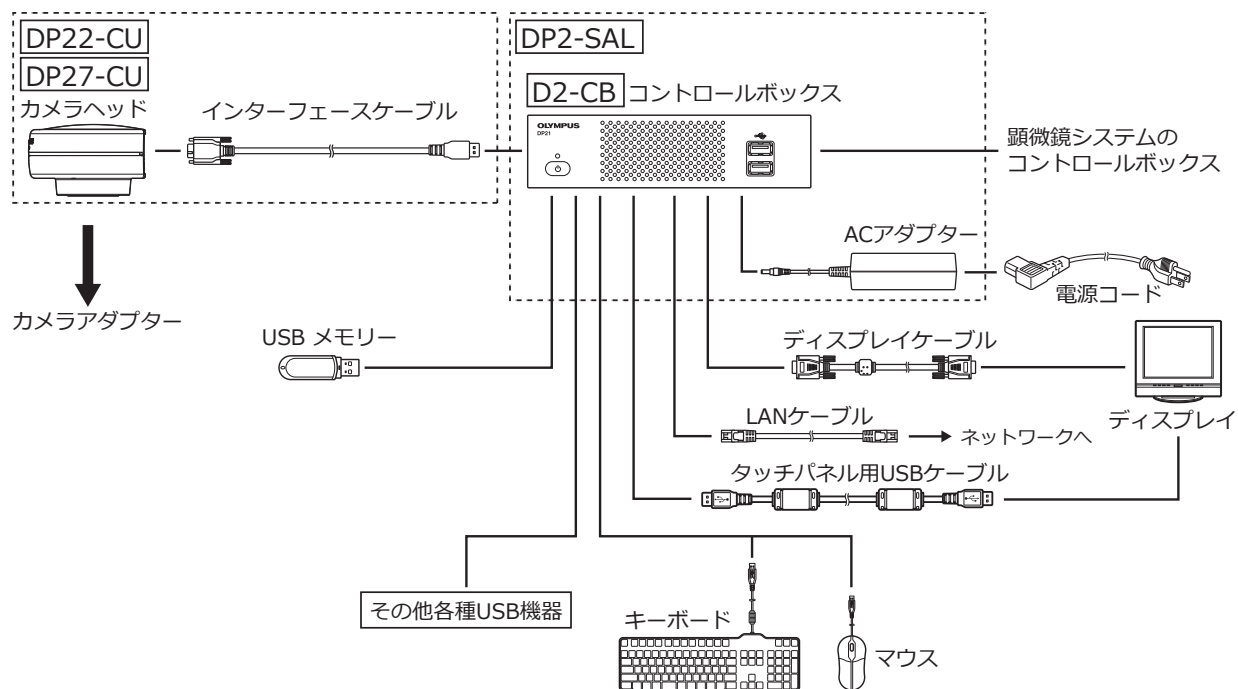 DP22-CU
DP27-CU
カメラヘッド
インターフェースケーブル
カメラアダプター
DP2-SAL
D2-CB コントロールボックス
OLYMPUS
DP21
顕微鏡システムの
コントロールボックス
ACアダプター
電源コード
USB メモリー
ディスプレイケーブル
ディスプレイ
LANケーブル
ネットワークへ
タッチパネル用USBケーブル
その他各種USB機器
キーボード
マウス